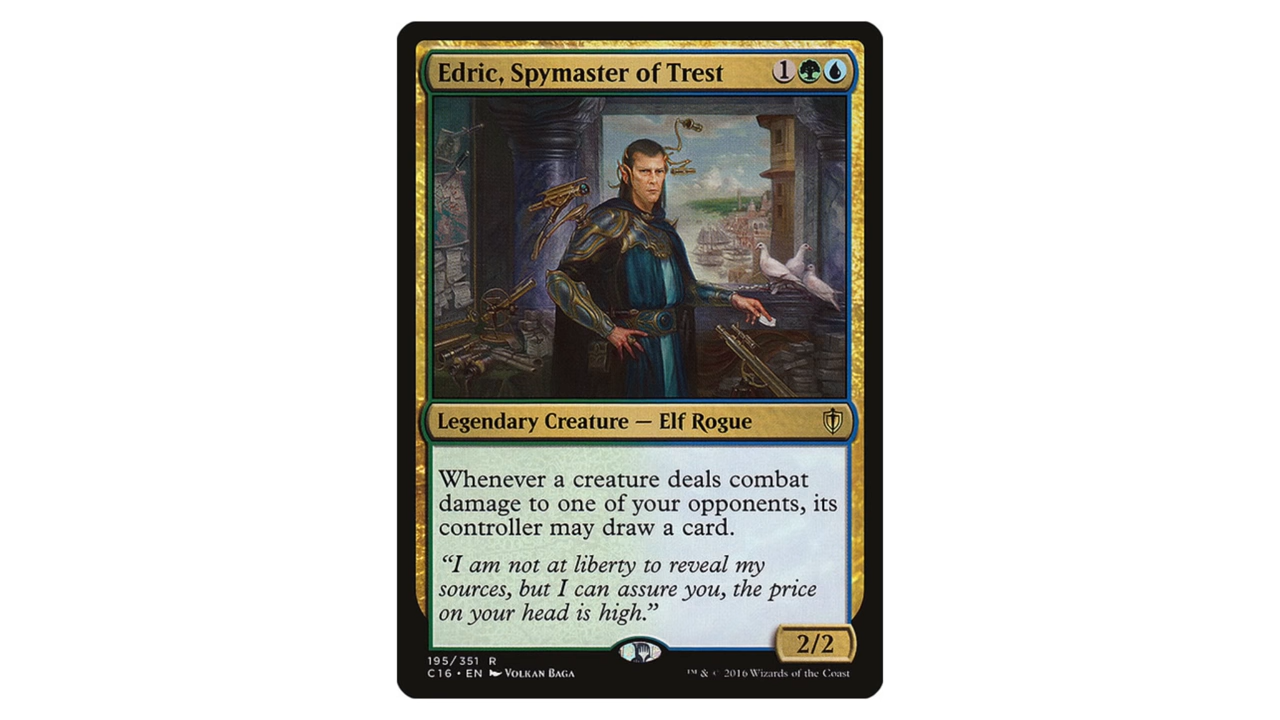 Edric, Spymaster of Trest 1
Legendary Creature — Elf Rogue
Whenever a creature deals combat
damage to one of your opponents, its
controller may draw a card.
“I am not at liberty to reveal my
sources, but I can assure you, the price
on your head is high.”
2/2
195/351 R
C16 • EN VOLKAN BAGA
™ & © 2016 Wizards of the Coast